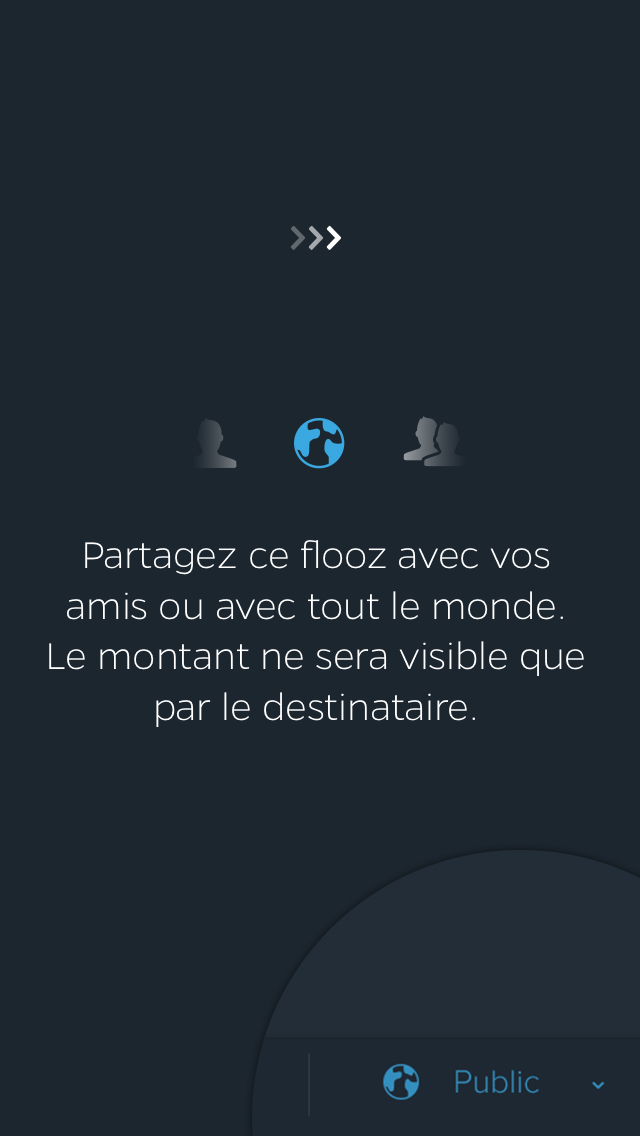 Partagez ce flooz avec vos
amis ou avec tout le monde.
Le montant ne sera visible que
par le destinataire.
Public